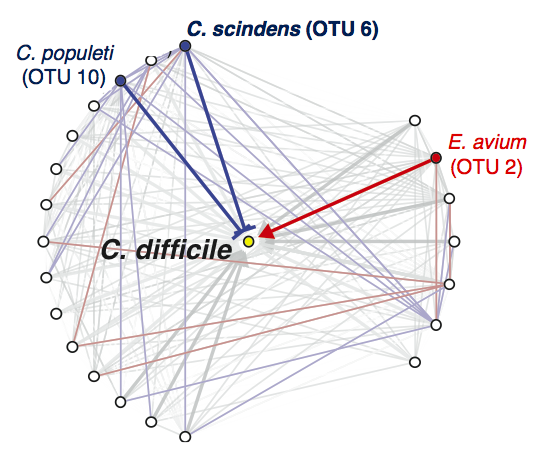 C. scindens (OTU 6)
C. populeti
(OTU 10)
E. avium
(OTU 2)
C. difficile